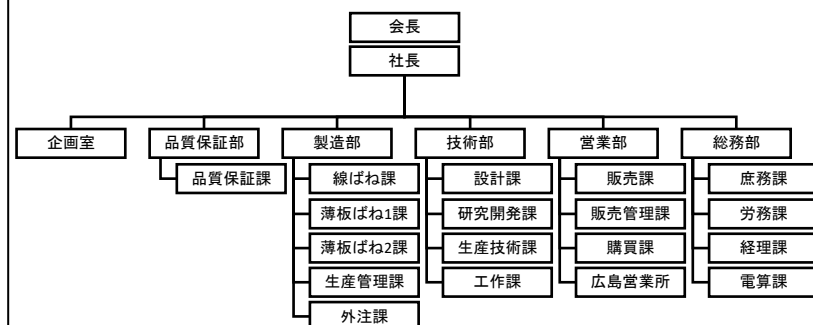 会長
社長
企画室
品質保証部
製造部
技術部
営業部
総務部
品質保証課
線ばね課
設計課
販売課
庶務課
薄板ばね1課
研究開発課
販売管理課
労務課
薄板ばね2課
生産技術課
購買課
経理課
生産管理課
工作課
広島営業所
電算課
外注課